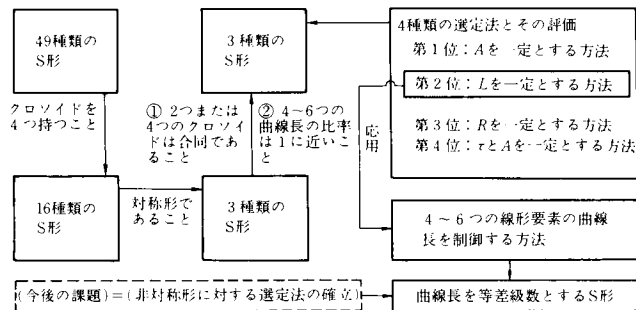 49種類の
S形
クロソイドを
4つ持つこと
16種類の
S形
対称形で
あること
3種類の
S形
① 2つまたは
4つのクロソイ
ドは合同であ
ること
② 4~6つの
曲線長の比率
は1に近いこ
と
3種類の
S形
4種類の選定法とその評価
第1位：Aを一定とする方法
第2位：Lを一定とする方法
第3位：Rを一定とする方法
第4位：τとAを一定とする方法
応用
4～6つの線形要素の曲線
長を制御する方法
(今後の課題)＝(非対称形に対する選定法の確立)
曲線長を等差級数とするS形